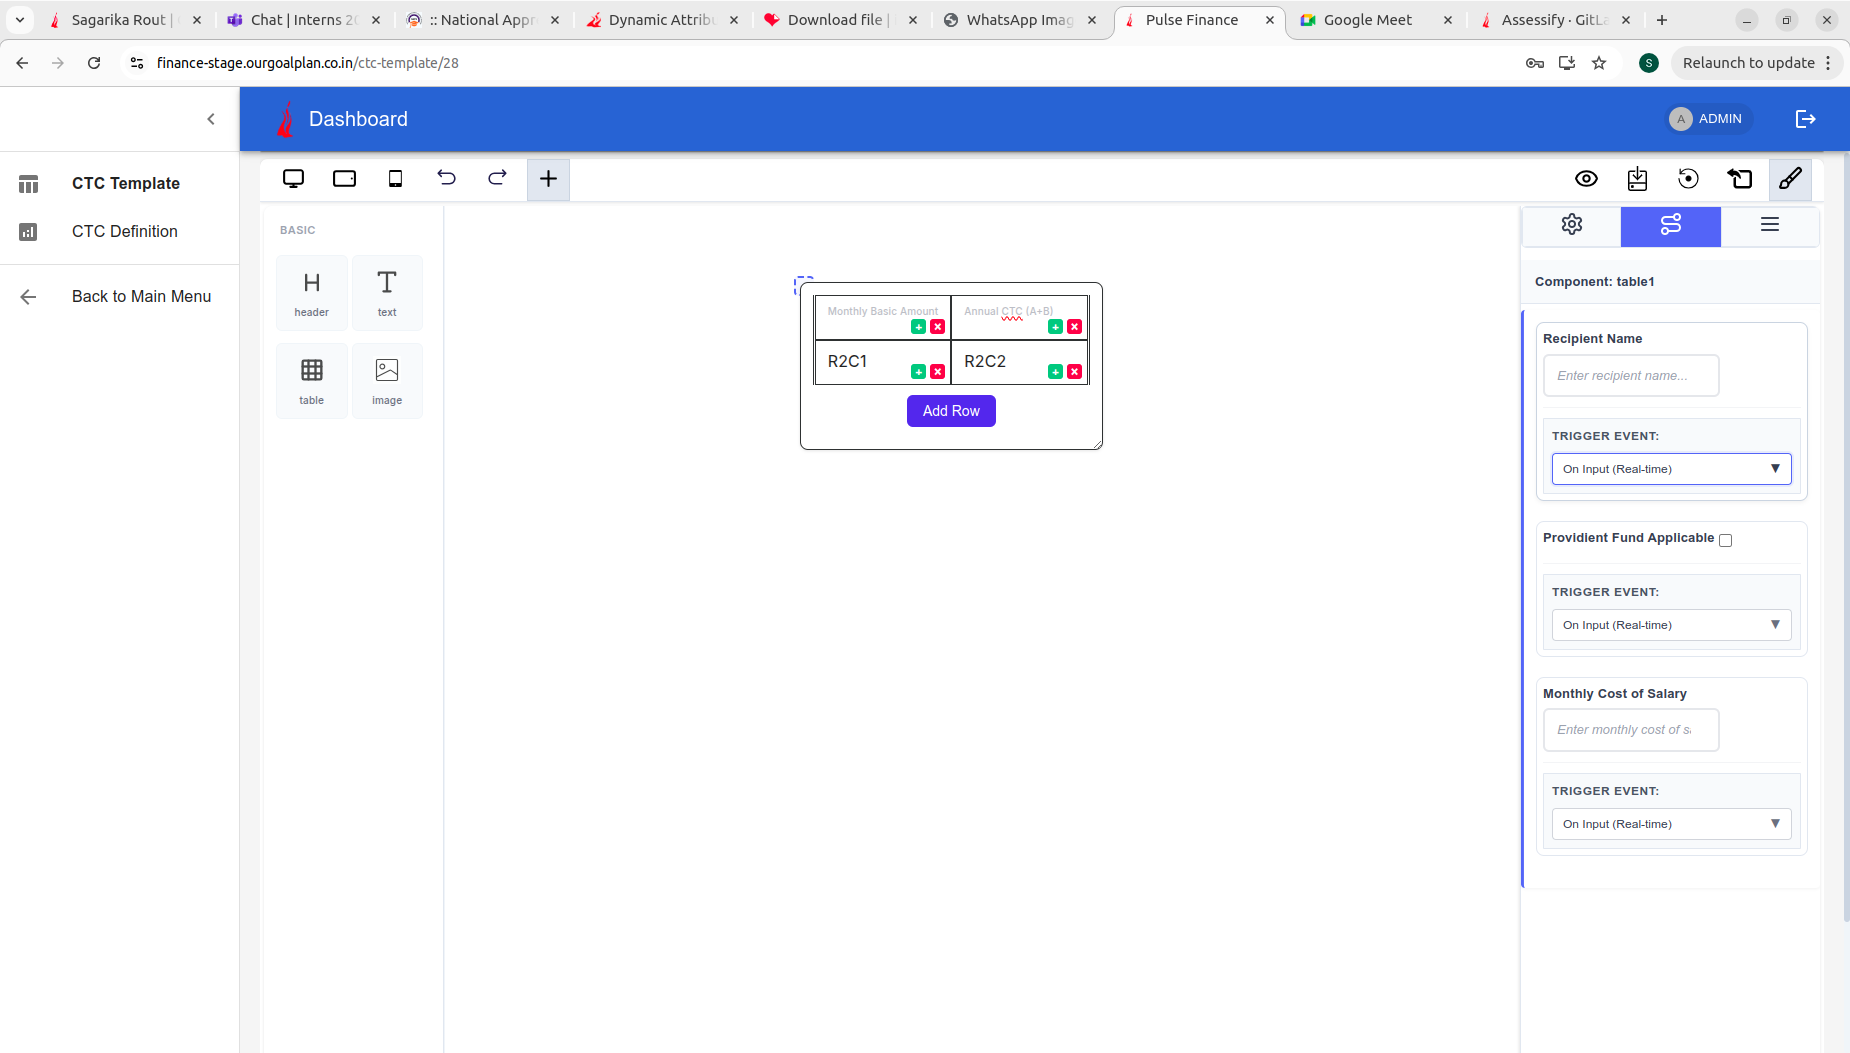 Sagarika Rout |
Chat | Interns 20
:: National Appr
Dynamic Attribu
Download file |
WhatsApp Imag
Pulse Finance
Google Meet
Assessify · GitLa
finance-stage.ourgoalplan.co.in/ctc-template/28
S
Relaunch to update
Dashboard
A
ADMIN
CTC Template
CTC Definition
Back to Main Menu
BASIC
header
text
table
image
Monthly Basic Amount
Annual CTC (A+B)
R2C1
R2C2
Add Row
Component: table1
Recipient Name
Enter recipient name...
TRIGGER EVENT:
On Input (Real-time)
Providient Fund Applicable
TRIGGER EVENT:
On Input (Real-time)
Monthly Cost of Salary
Enter monthly cost of s
TRIGGER EVENT:
On Input (Real-time)